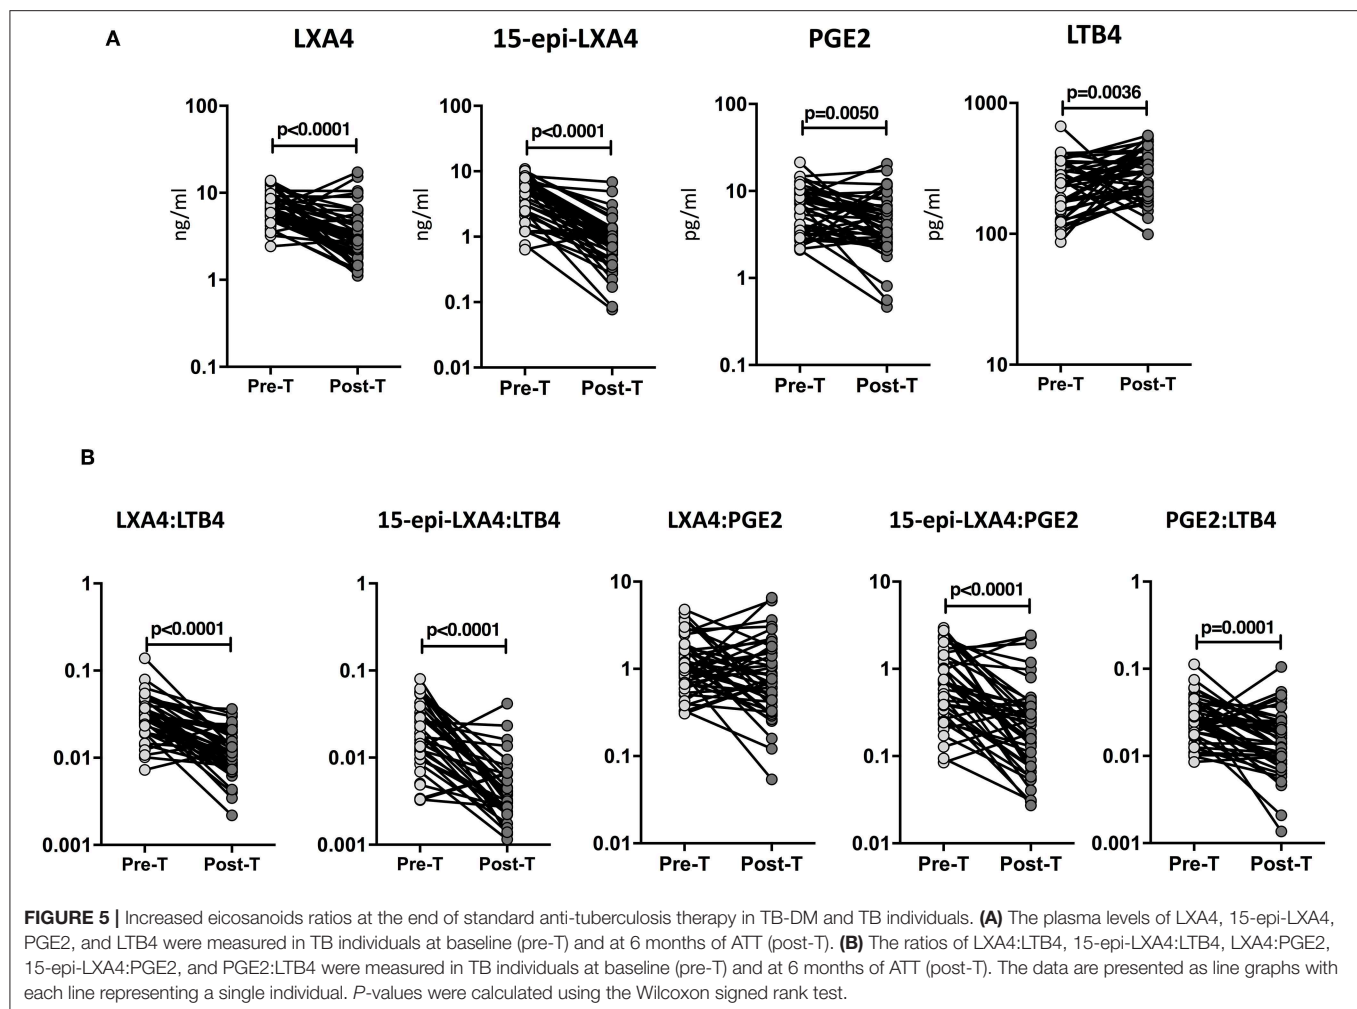 A
LXA4
15-epi-LXA4
PGE2
LTB4
100
10
1
0.1
ng/ml
p<0.0001
Pre-T
Post-T
100
10
1
0.1
0.01
ng/ml
p<0.0001
Pre-T
Post-T
100
10
1
0.1
pg/ml
p=0.0050
Pre-T
Post-T
1000
100
10
pg/ml
p=0.0036
Pre-T
Post-T
B
LXA4:LTB4
15-epi-LXA4:LTB4
LXA4:PGE2
15-epi-LXA4:PGE2
PGE2:LTB4
1
0.1
0.01
0.001
p<0.0001
Pre-T
Post-T
1
0.1
0.01
0.001
p<0.0001
Pre-T
Post-T
10
1
0.1
0.01
Pre-T
Post-T
10
1
0.1
0.01
p<0.0001
Pre-T
Post-T
1
0.1
0.01
0.001
p=0.0001
Pre-T
Post-T
FIGURE 5 | Increased eicosanoids ratios at the end of standard anti-tuberculosis therapy in TB-DM and TB individuals. (A) The plasma levels of LXA4, 15-epi-LXA4,
PGE2, and LTB4 were measured in TB individuals at baseline (pre-T) and at 6 months of ATT (post-T). (B) The ratios of LXA4:LTB4, 15-epi-LXA4:LTB4, LXA4:PGE2,
15-epi-LXA4:PGE2, and PGE2:LTB4 were measured in TB individuals at baseline (pre-T) and at 6 months of ATT (post-T). The data are presented as line graphs with
each line representing a single individual. P-values were calculated using the Wilcoxon signed rank test.